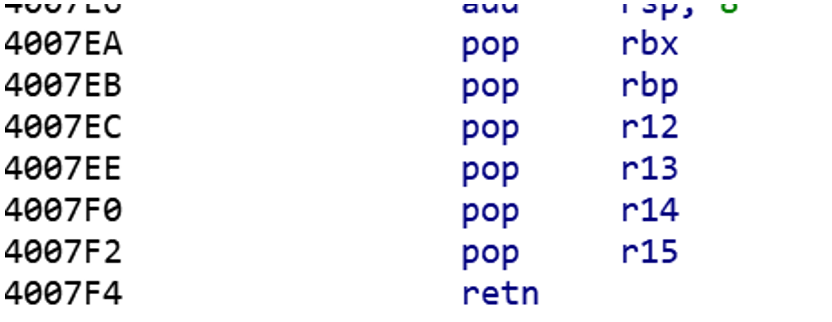 4007E6 add rsp, 8
4007EA pop rbx
4007EB pop rbp
4007EC pop r12
4007EE pop r13
4007F0 pop r14
4007F2 pop r15
4007F4 retn